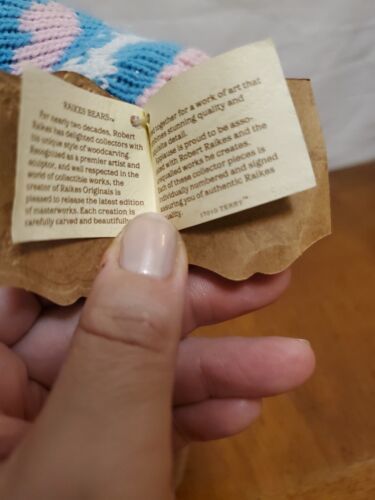 RAIKES BEARS™
For nearly two decades, Robert
Raikes has delighted collectors with
his unique style of woodcarving.
Recognized as a premier artist and
sculptor, and well respected in the
world of collectible works, the
creator of Raikes Originals is
pleased to release the latest edition
of masterworks. Each creation is
carefully carved and beautifully
together for a work of art that
stunning quality and
detail.
is proud to be asso-
with Robert Raikes and the
works he creates.
of these collector pieces is
individually numbered and signed
you of authentic Raikes
17010 TERRY™